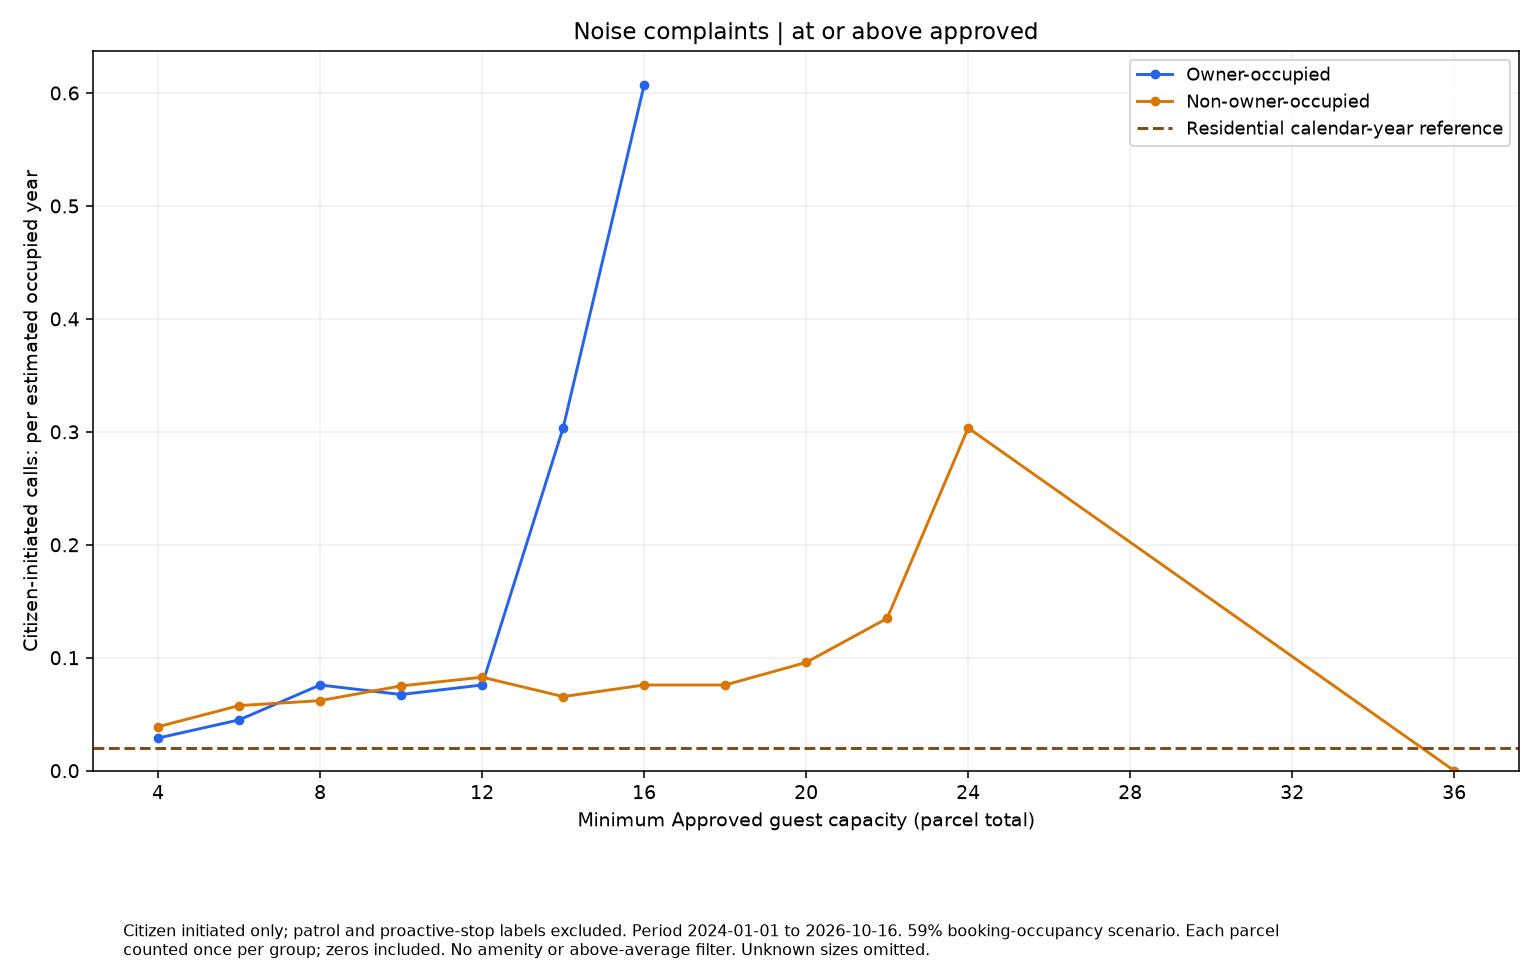 Noise complaints | at or above approved
Owner-occupied
Non-owner-occupied
Residential calendar-year reference
Citizen-initiated calls: per estimated occupied year
0.6
0.5
0.4
0.3
0.2
0.1
0.0
4 8 12 16 20 24 28 32 36
Minimum Approved guest capacity (parcel total)
Citizen initiated only; patrol and proactive-stop labels excluded. Period 2024-01-01 to 2026-10-16. 59% booking-occupancy scenario. Each parcel
counted once per group; zeros included. No amenity or above-average filter. Unknown sizes omitted.